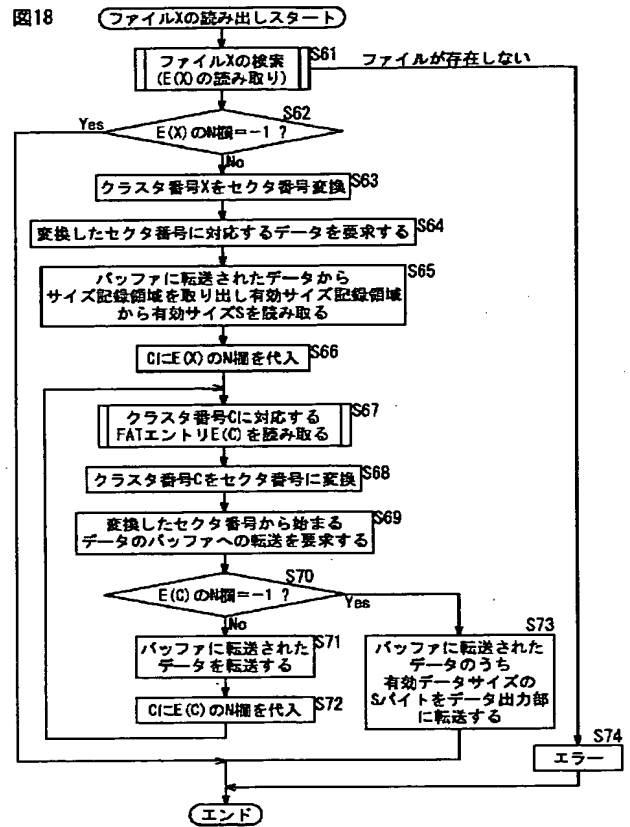 図18
ファイルXの読み出しスタート
ファイルXの検索
(E(X)の読み取り)
S61
ファイルが存在しない
S62
Yes
E(X)のN欄=-1 ?
No
クラスタ番号Xをセクタ番号変換
S63
変換したセクタ番号に対応するデータを要求する
S64
バッファに転送されたデータから
サイズ記録領域を取り出し有効サイズ記録領域
から有効サイズSを読み取る
S65
CにE(X)のN欄を代入
S66
クラスタ番号Cに対応する
FATエントリE(C)を読み取る
S67
クラスタ番号Cをセクタ番号に変換
S68
変換したセクタ番号から始まる
データのバッファへの転送を要求する
S69
S70
E(C)のN欄=-1 ?
Yes
No
バッファに転送された
データを転送する
S71
CにE(C)のN欄を代入
S72
S73
バッファに転送された
データのうち
有効データサイズの
Sバイトをデータ出力部
に転送する
S74
エラー
エンド